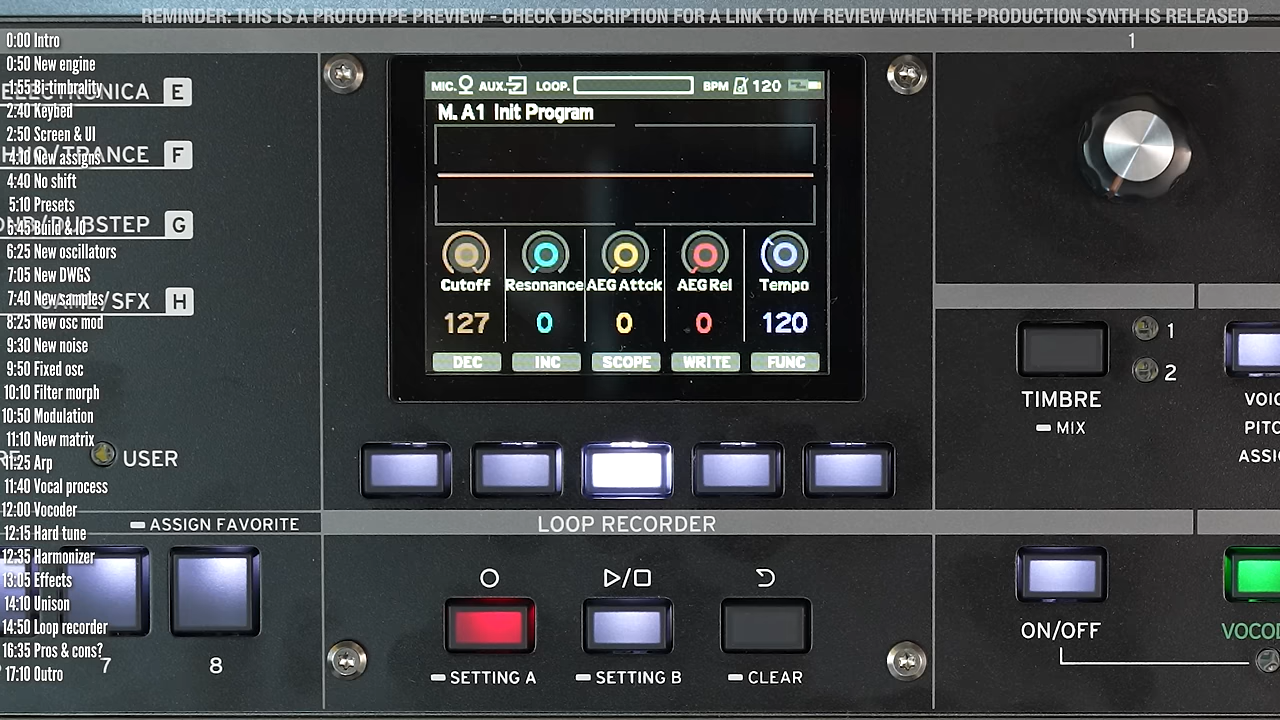 REMINDER: THIS IS A PROTOTYPE PREVIEW - CHECK DESCRIPTION FOR A LINK TO MY REVIEW WHEN THE PRODUCTION SYNTH IS RELEASED
0:00 Intro
0:50 New engine
1:55 Bi-timbrality
2:40 Keybed
2:50 Screen & UI
4:10 New assigns
4:40 No shift
5:10 Presets
5:45 Build & IO
6:25 New oscillators
7:05 New DWGS
7:40 New samples
8:25 New osc mod
9:30 New noise
9:50 Fixed osc
10:10 Filter morph
10:50 Modulation
11:10 New matrix
11:25 Arp
11:40 Vocal process
12:00 Vocoder
12:15 Hard tune
12:35 Harmonizer
13:05 Effects
14:10 Unison
14:50 Loop recorder
16:35 Pros & cons?
17:10 Outro
E
/TRANCE F
/DUBSTEP G
/SFX H
USER
ASSIGN FAVORITE
7 8
MIC. AUX. LOOP. BPM 120
M. A1 Init Program
Cutoff Resonance AEG Attck AEG Rel Tempo
127 0 0 0 120
DEC INC SCOPE WRITE FUNC
LOOP RECORDER
SETTING A SETTING B CLEAR
1
TIMBRE 1
2
MIX
ON/OFF